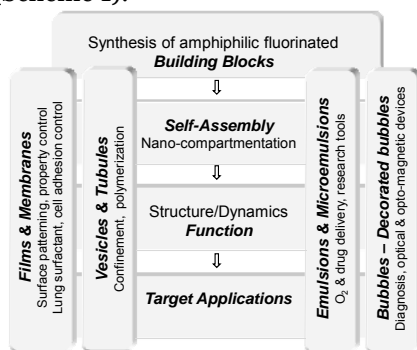 Synthesis of amphiphilic fluorinated
Building Blocks
⇩
Self-Assembly
Nano-compartmentation
⇩
Structure/Dynamics
Function
⇩
Target Applications
Films & Membranes
Surface patterning, property control
Lung surfactant, cell adhesion control
Vesicles & Tubules
Confinement, polymerization
Emulsions & Microemulsions
O₂ & drug delivery, research tools
Bubbles – Decorated bubbles
Diagnosis, optical & opto-magnetic devices